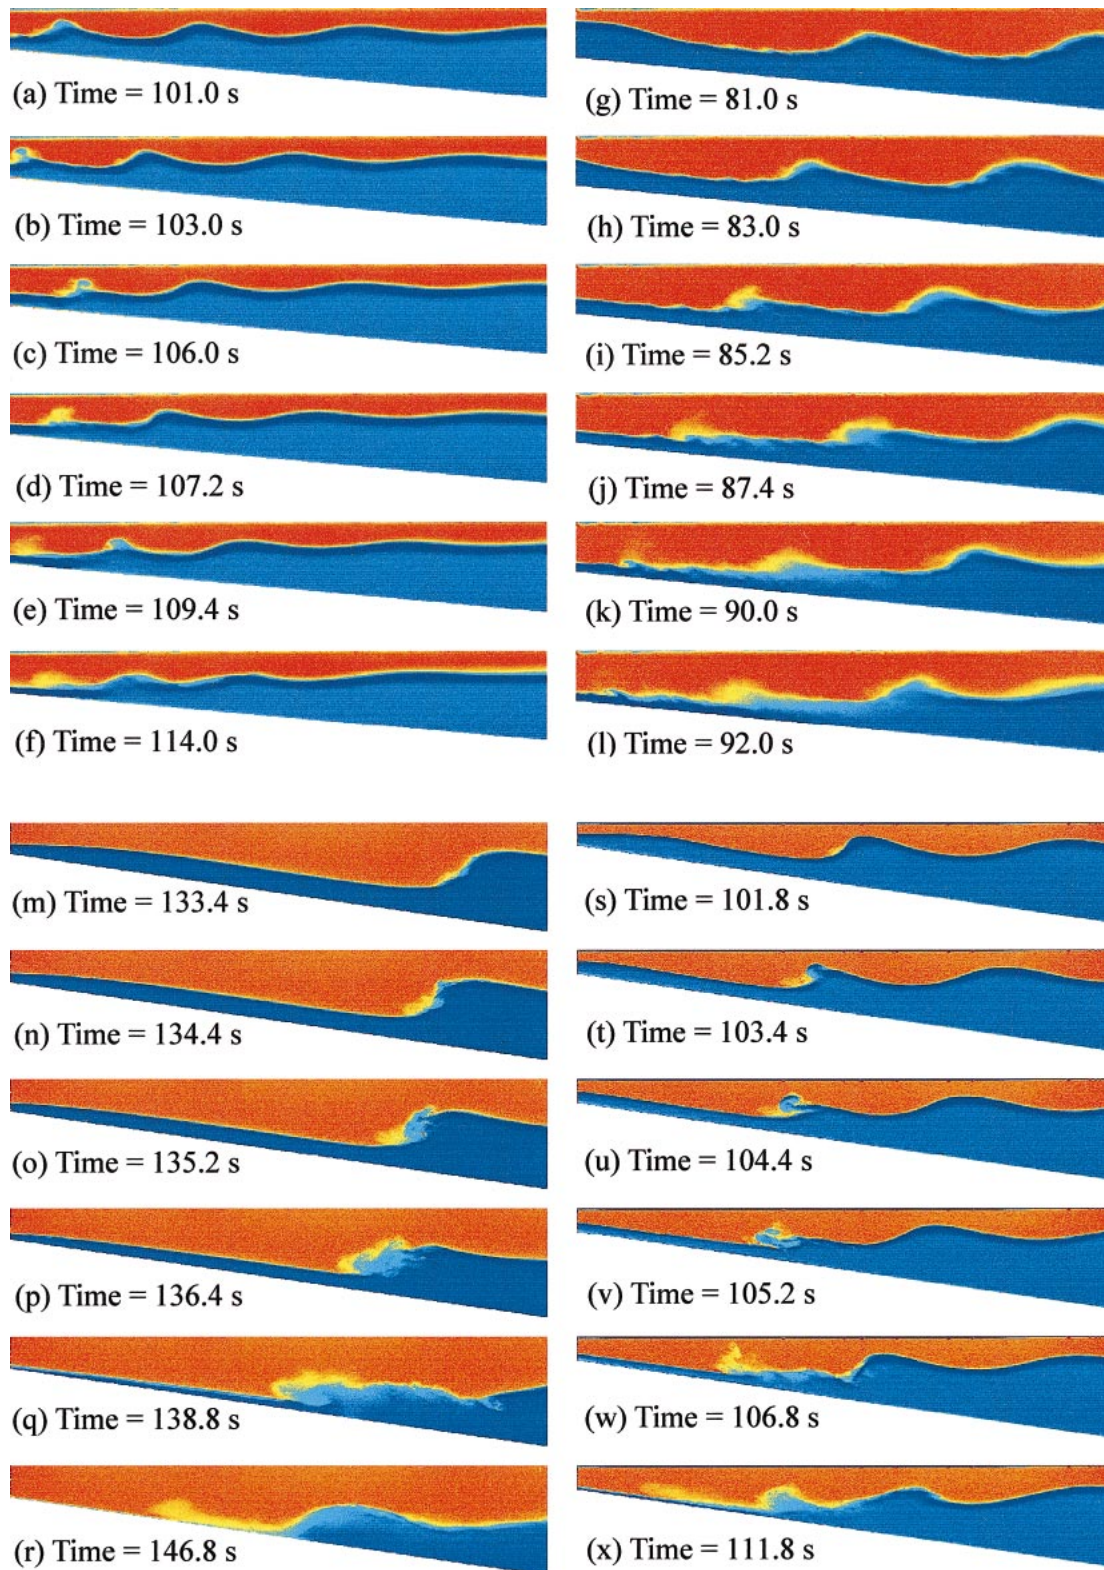 (a) Time = 101.0 s
(b) Time = 103.0 s
(c) Time = 106.0 s
(d) Time = 107.2 s
(e) Time = 109.4 s
(f) Time = 114.0 s
(g) Time = 81.0 s
(h) Time = 83.0 s
(i) Time = 85.2 s
(j) Time = 87.4 s
(k) Time = 90.0 s
(l) Time = 92.0 s
(m) Time = 133.4 s
(n) Time = 134.4 s
(o) Time = 135.2 s
(p) Time = 136.4 s
(q) Time = 138.8 s
(r) Time = 146.8 s
(s) Time = 101.8 s
(t) Time = 103.4 s
(u) Time = 104.4 s
(v) Time = 105.2 s
(w) Time = 106.8 s
(x) Time = 111.8 s